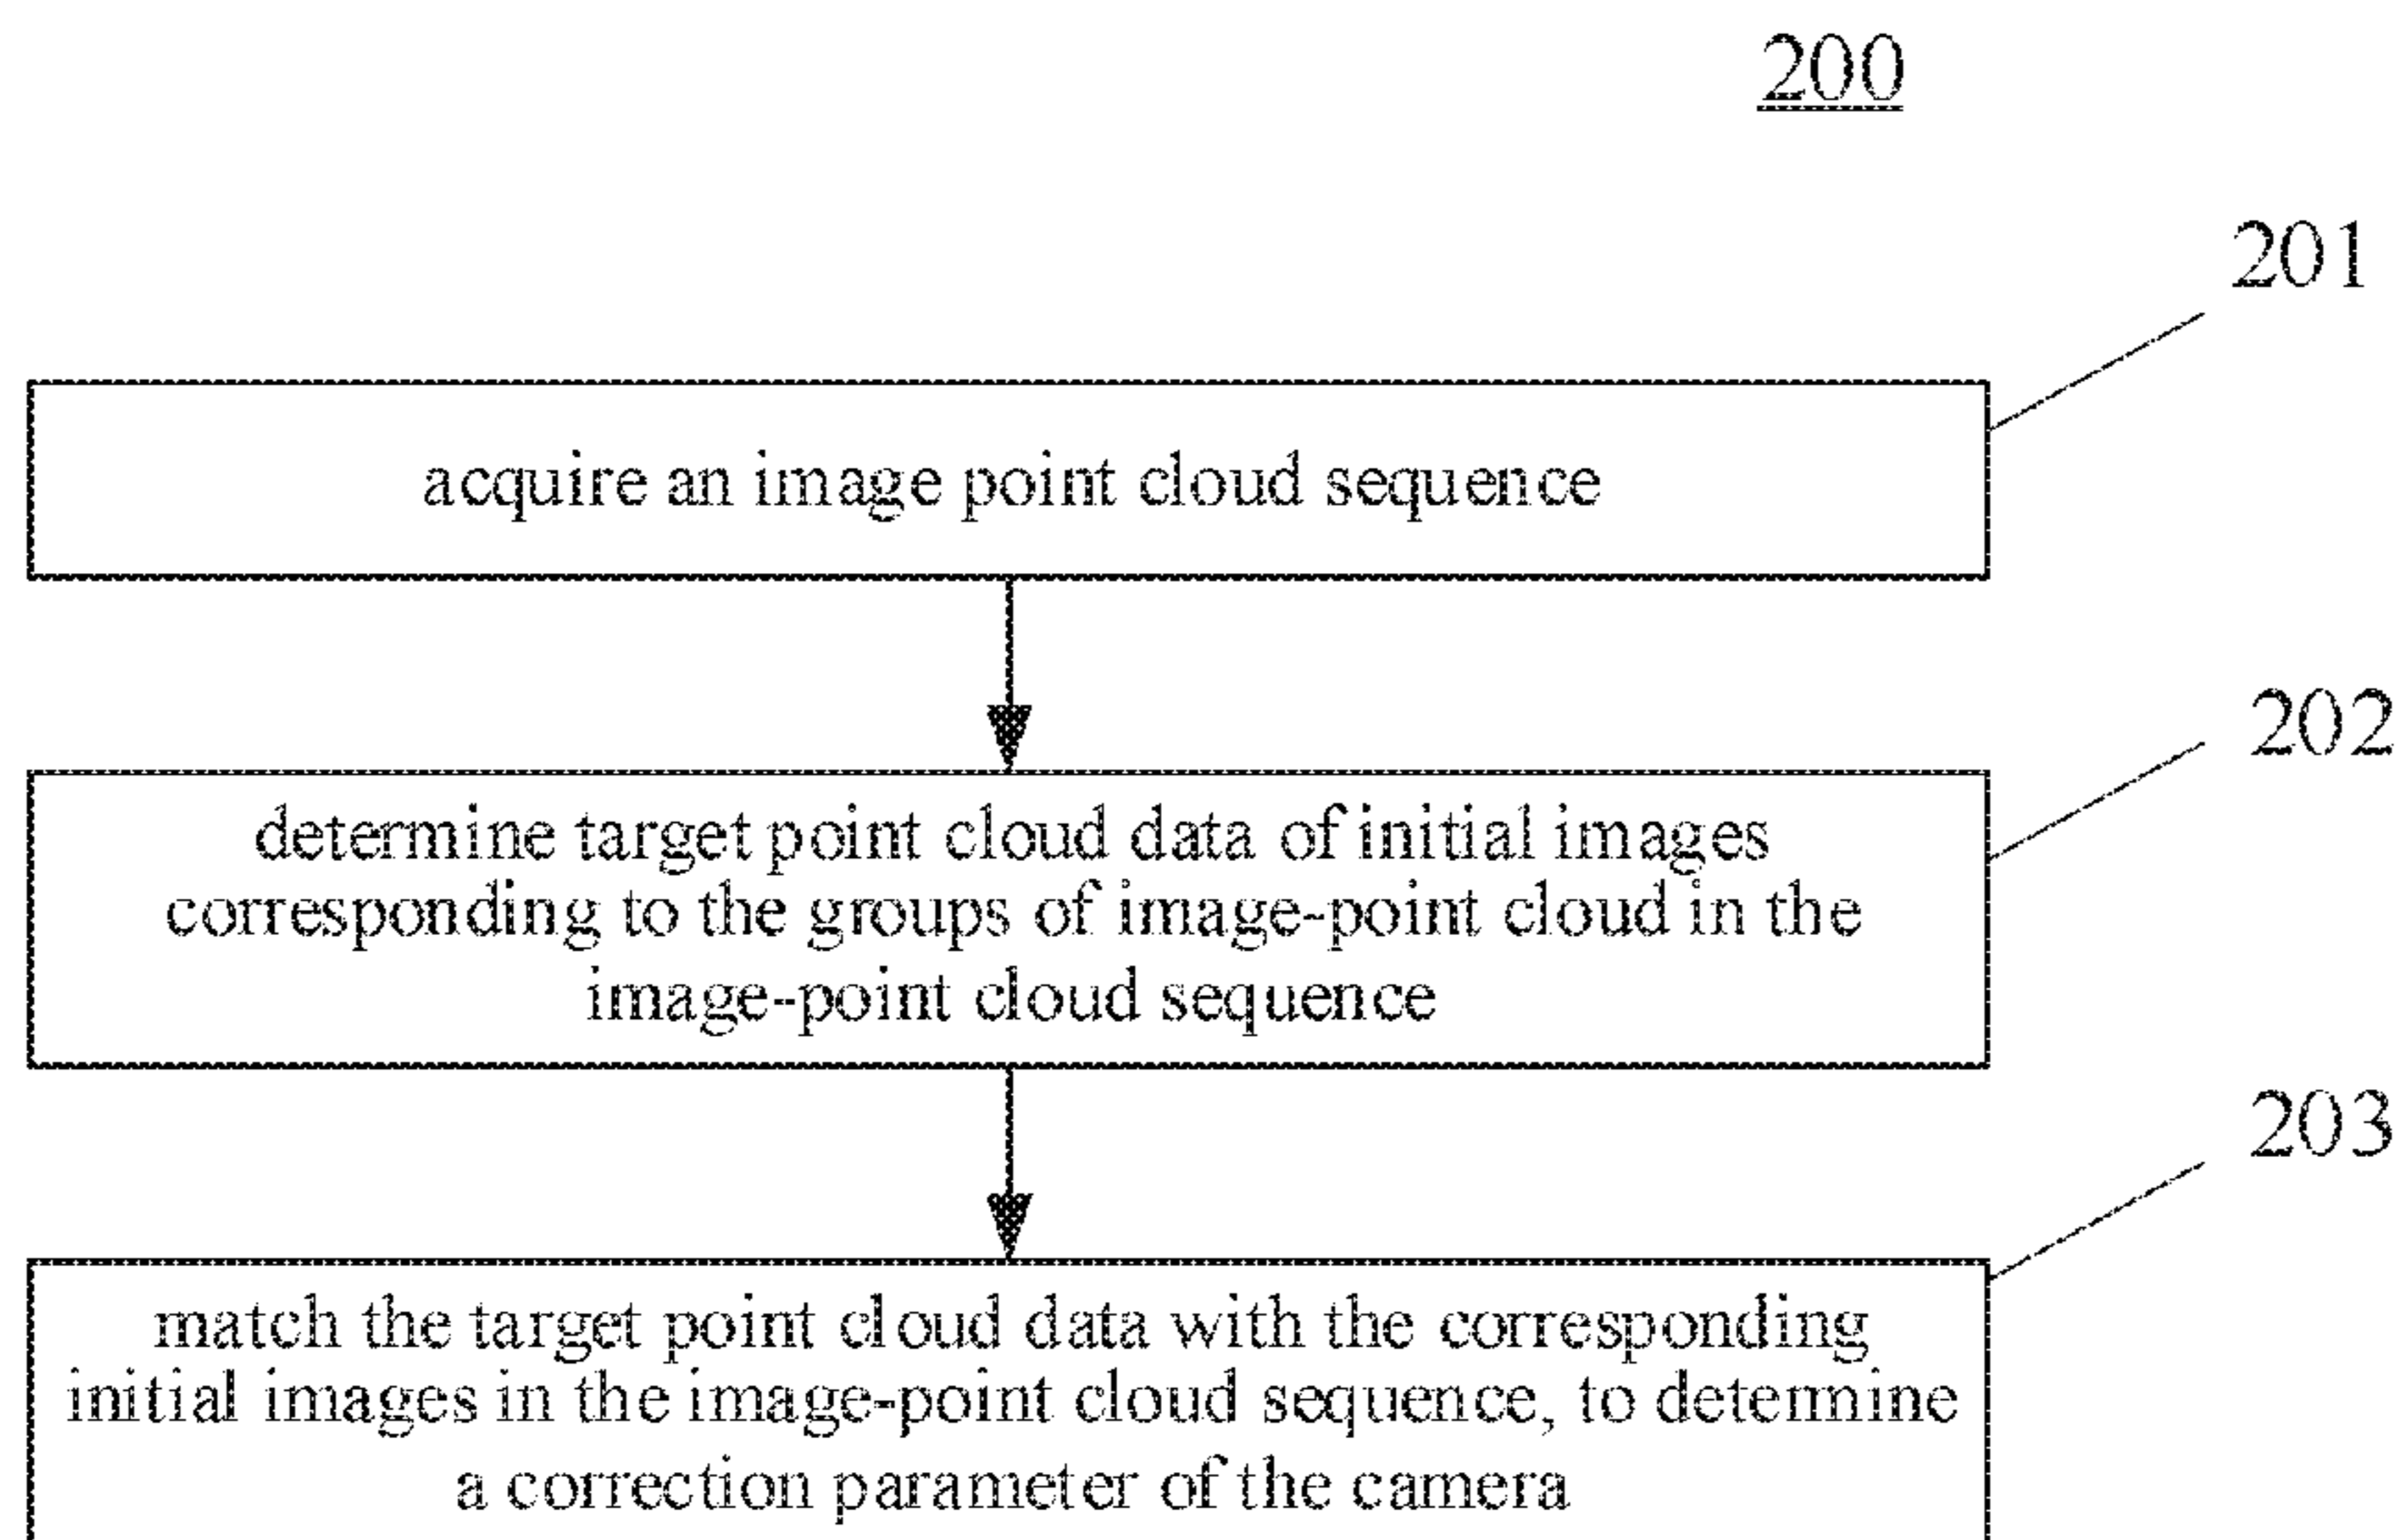 200
201
acquire an image point cloud sequence
202
determine target point cloud data of initial images
corresponding to the groups of image-point cloud in the
image-point cloud sequence
203
match the target point cloud data with the corresponding
initial images in the image-point cloud sequence, to determine
a correction parameter of the camera